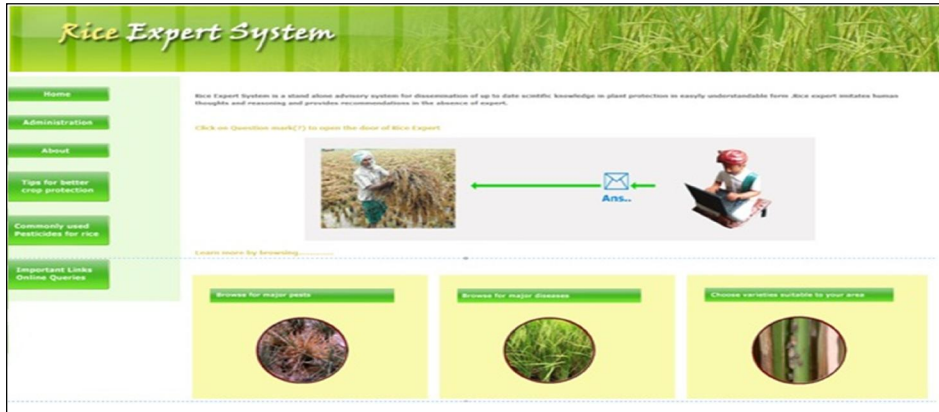 Rice Expert System
Home
Administration
About
Tips for better
crop protection
Commonly used
Pesticides for rice
Important Links
Online Queries
Rice Expert System is a stand alone advisory system for dissemination of up to date scintific knowledge in plant protection in easyly understandable form .Rice expert imitates human
thoughts and reasoning and provides recommendations in the absence of expert.
Click on Question mark(?) to open the door of Rice Expert
Ans..
Learn more by browsing............
Browse for major pests
Browse for major diseases
Choose varieties suitable to your area